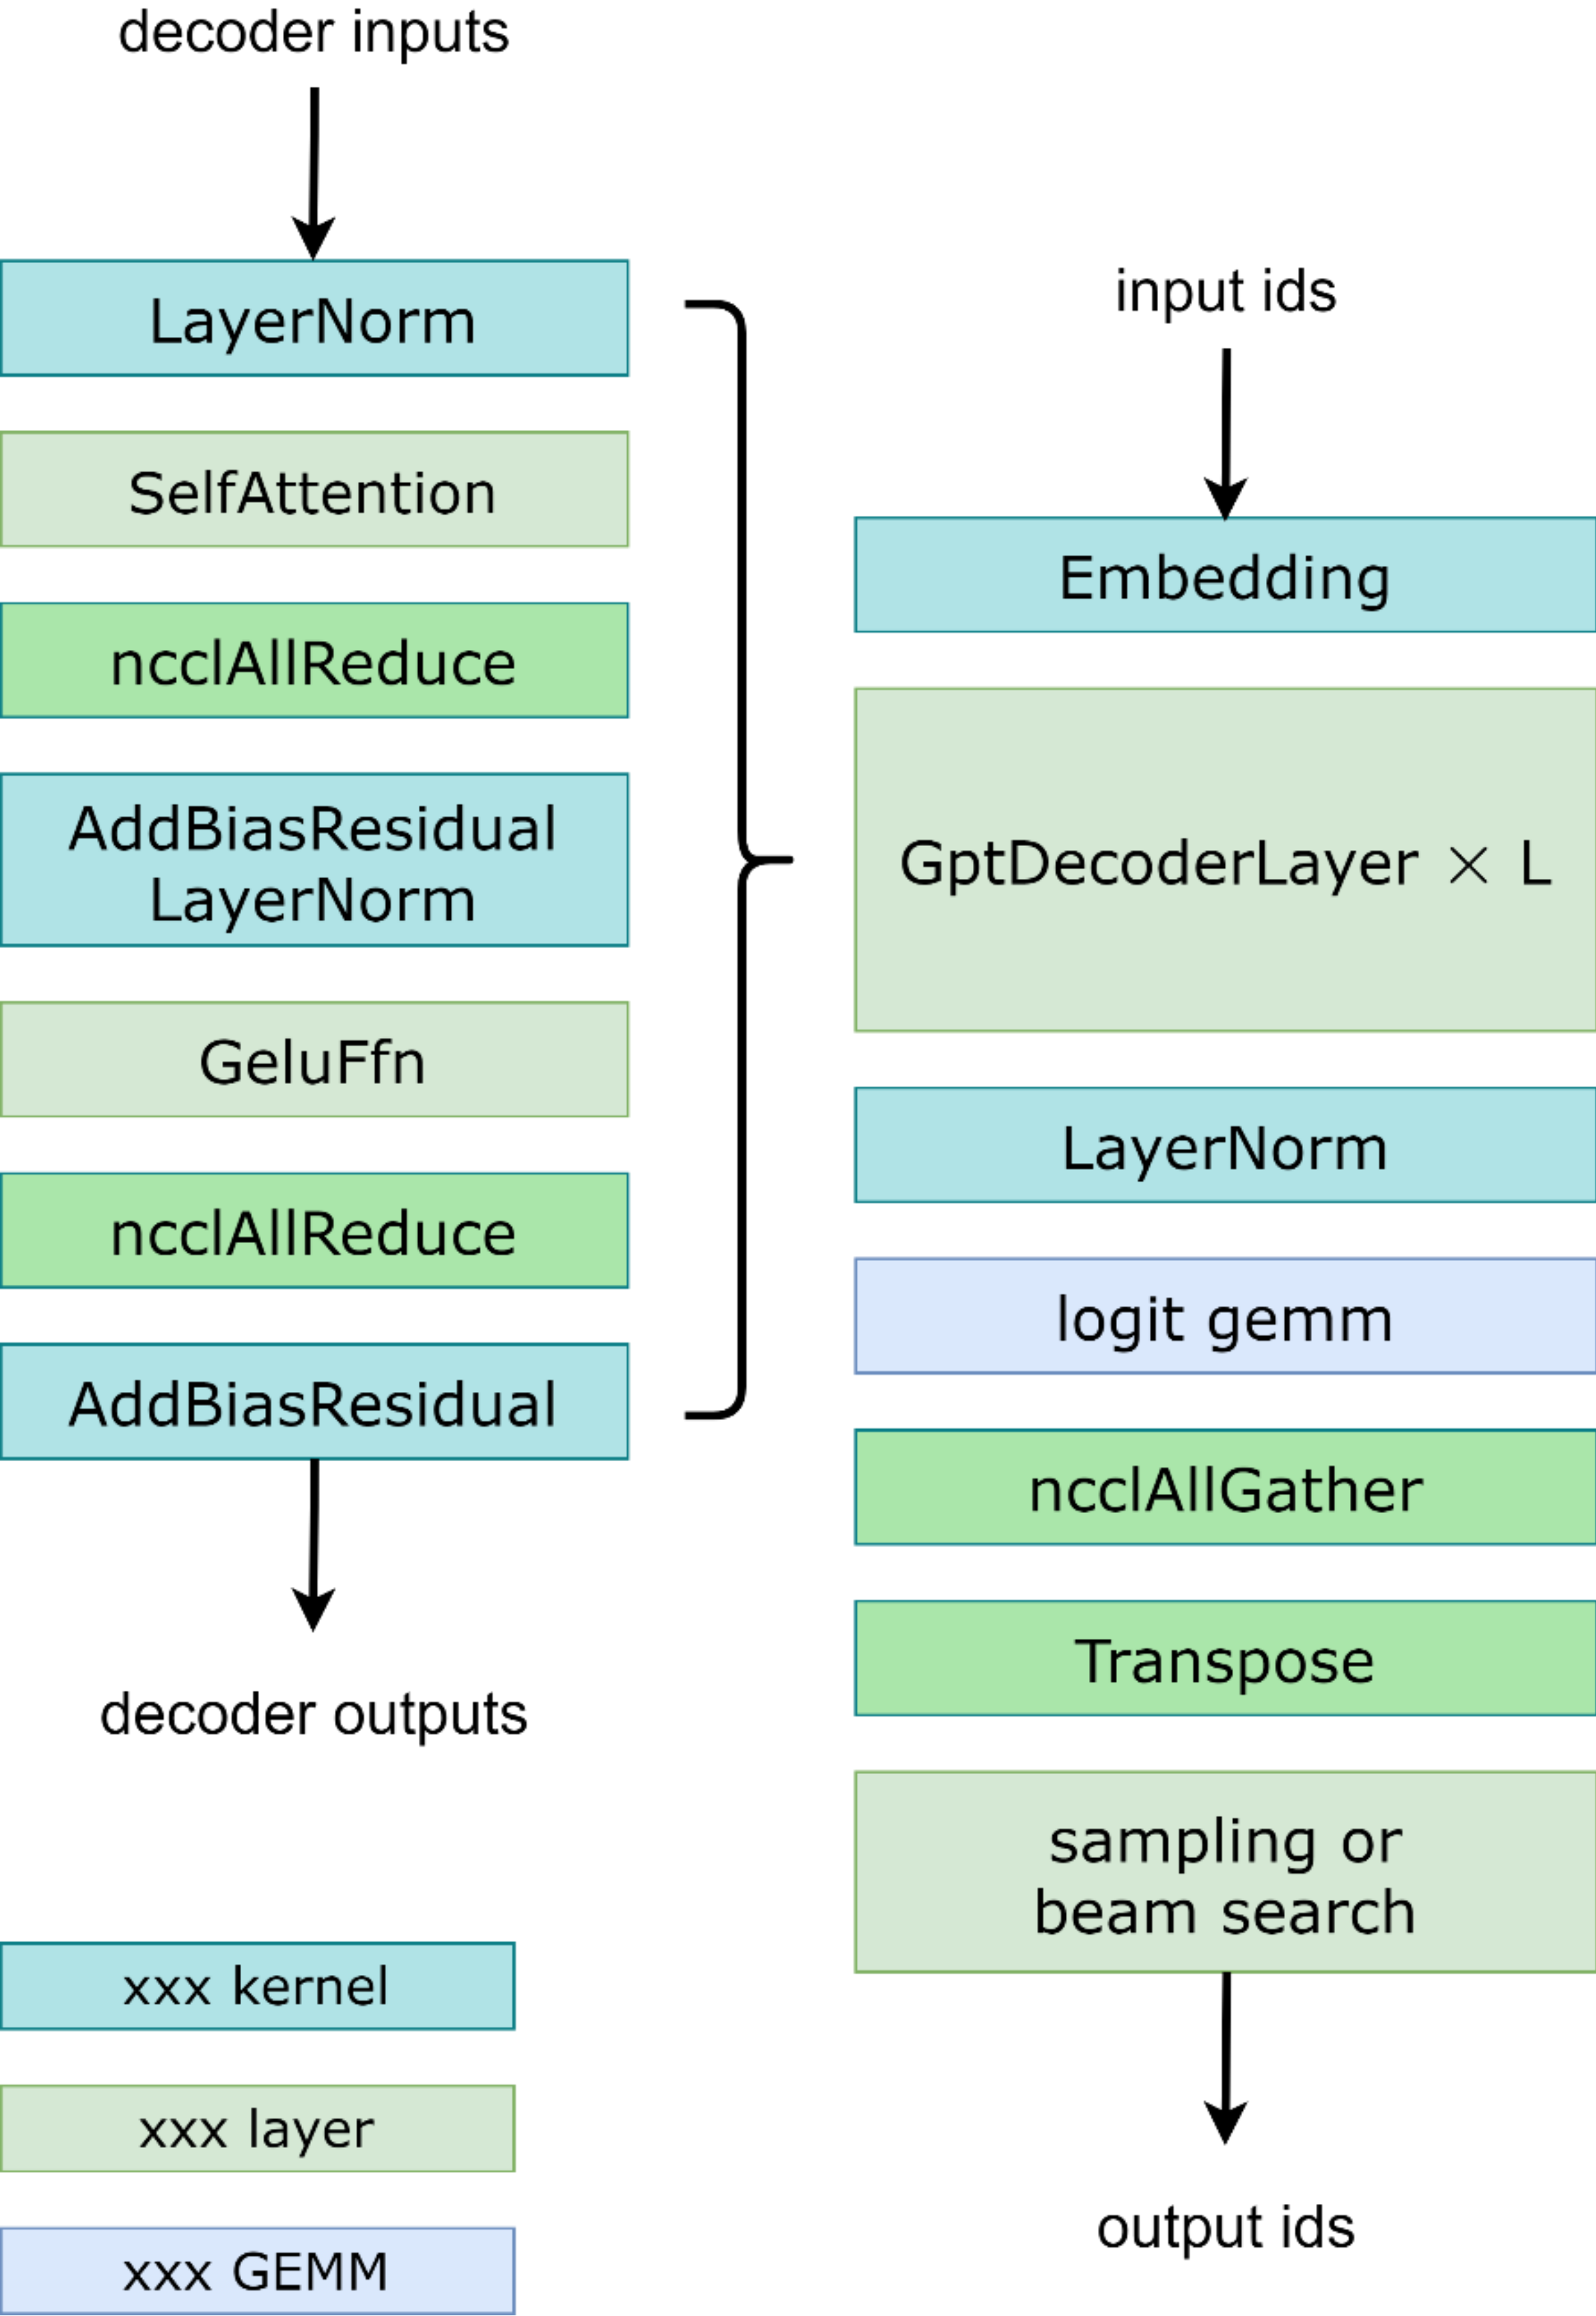 decoder inputs
LayerNorm
SelfAttention
ncclAllReduce
AddBiasResidual
LayerNorm
GeluFfn
ncclAllReduce
AddBiasResidual
decoder outputs
xxx kernel
xxx layer
xxx GEMM
input ids
Embedding
GptDecoderLayer × L
LayerNorm
logit gemm
ncclAllGather
Transpose
sampling or
beam search
output ids